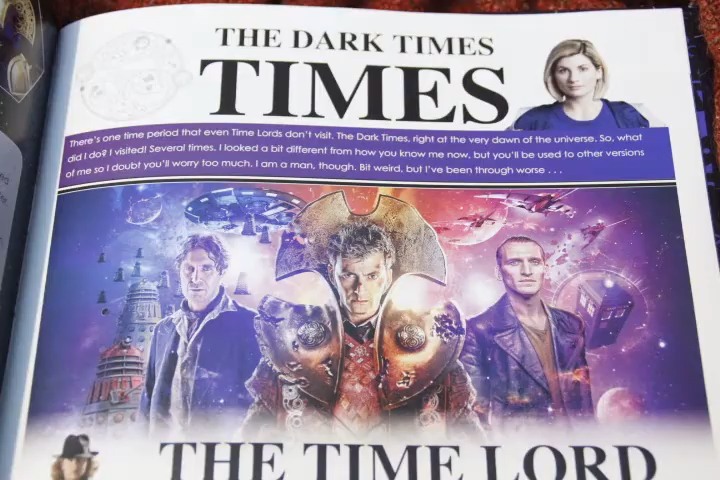 THE DARK TIMES
TIMES
There's one time period that even Time Lords don't visit. The Dark Times, right at the very dawn of the universe. So, what
did I do? I visited! Several times. I looked a bit different from how you know me now, but you'll be used to other versions
of me so I doubt you'll worry too much. I am a man, though. Bit weird, but I've been through worse . . .
THE TIME LORD